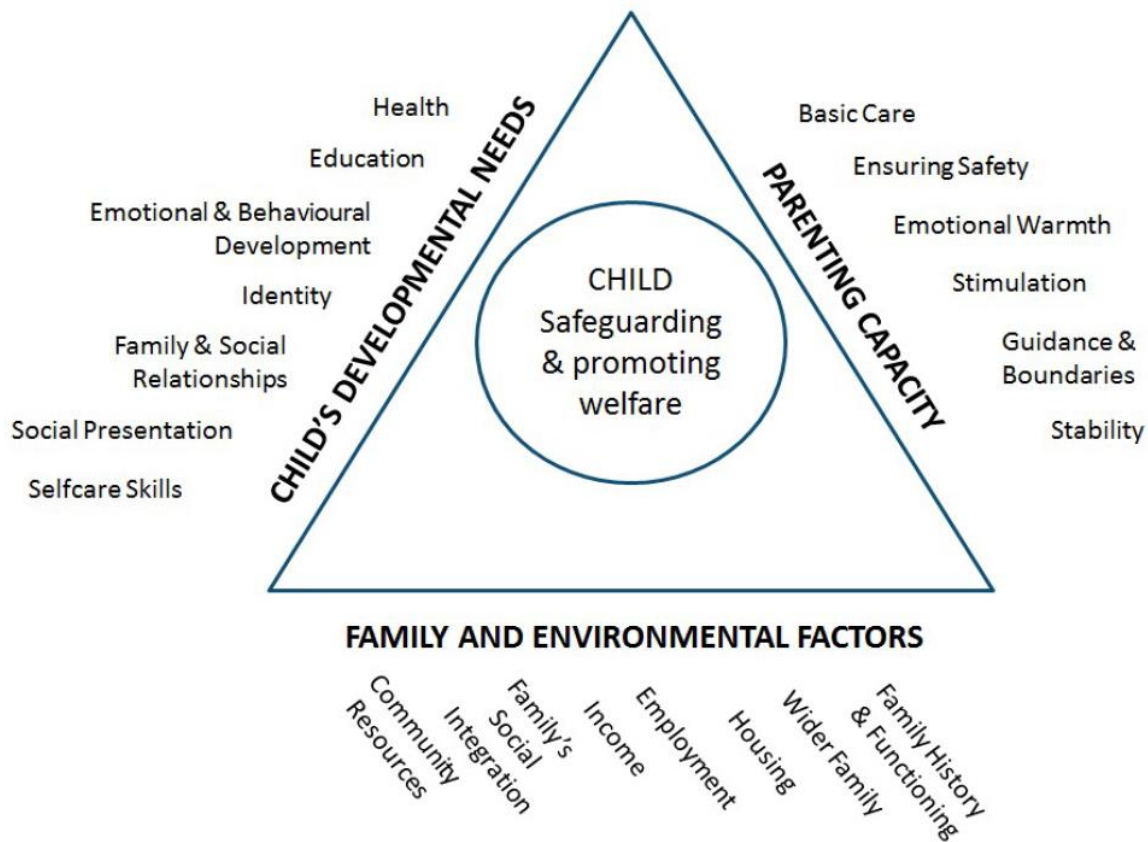 Health
Education
Emotional & Behavioural
Development
Identity
Family & Social
Relationships
Social Presentation
Selfcare Skills
CHILD'S DEVELOPMENTAL NEEDS
CHILD
Safeguarding
& promoting
welfare
PARENTING CAPACITY
Basic Care
Ensuring Safety
Emotional Warmth
Stimulation
Guidance &
Boundaries
Stability
FAMILY AND ENVIRONMENTAL FACTORS
Community
Resources
Family's
Social
Integration
Income
Employment
Housing
Wider Family
Family History
& Functioning